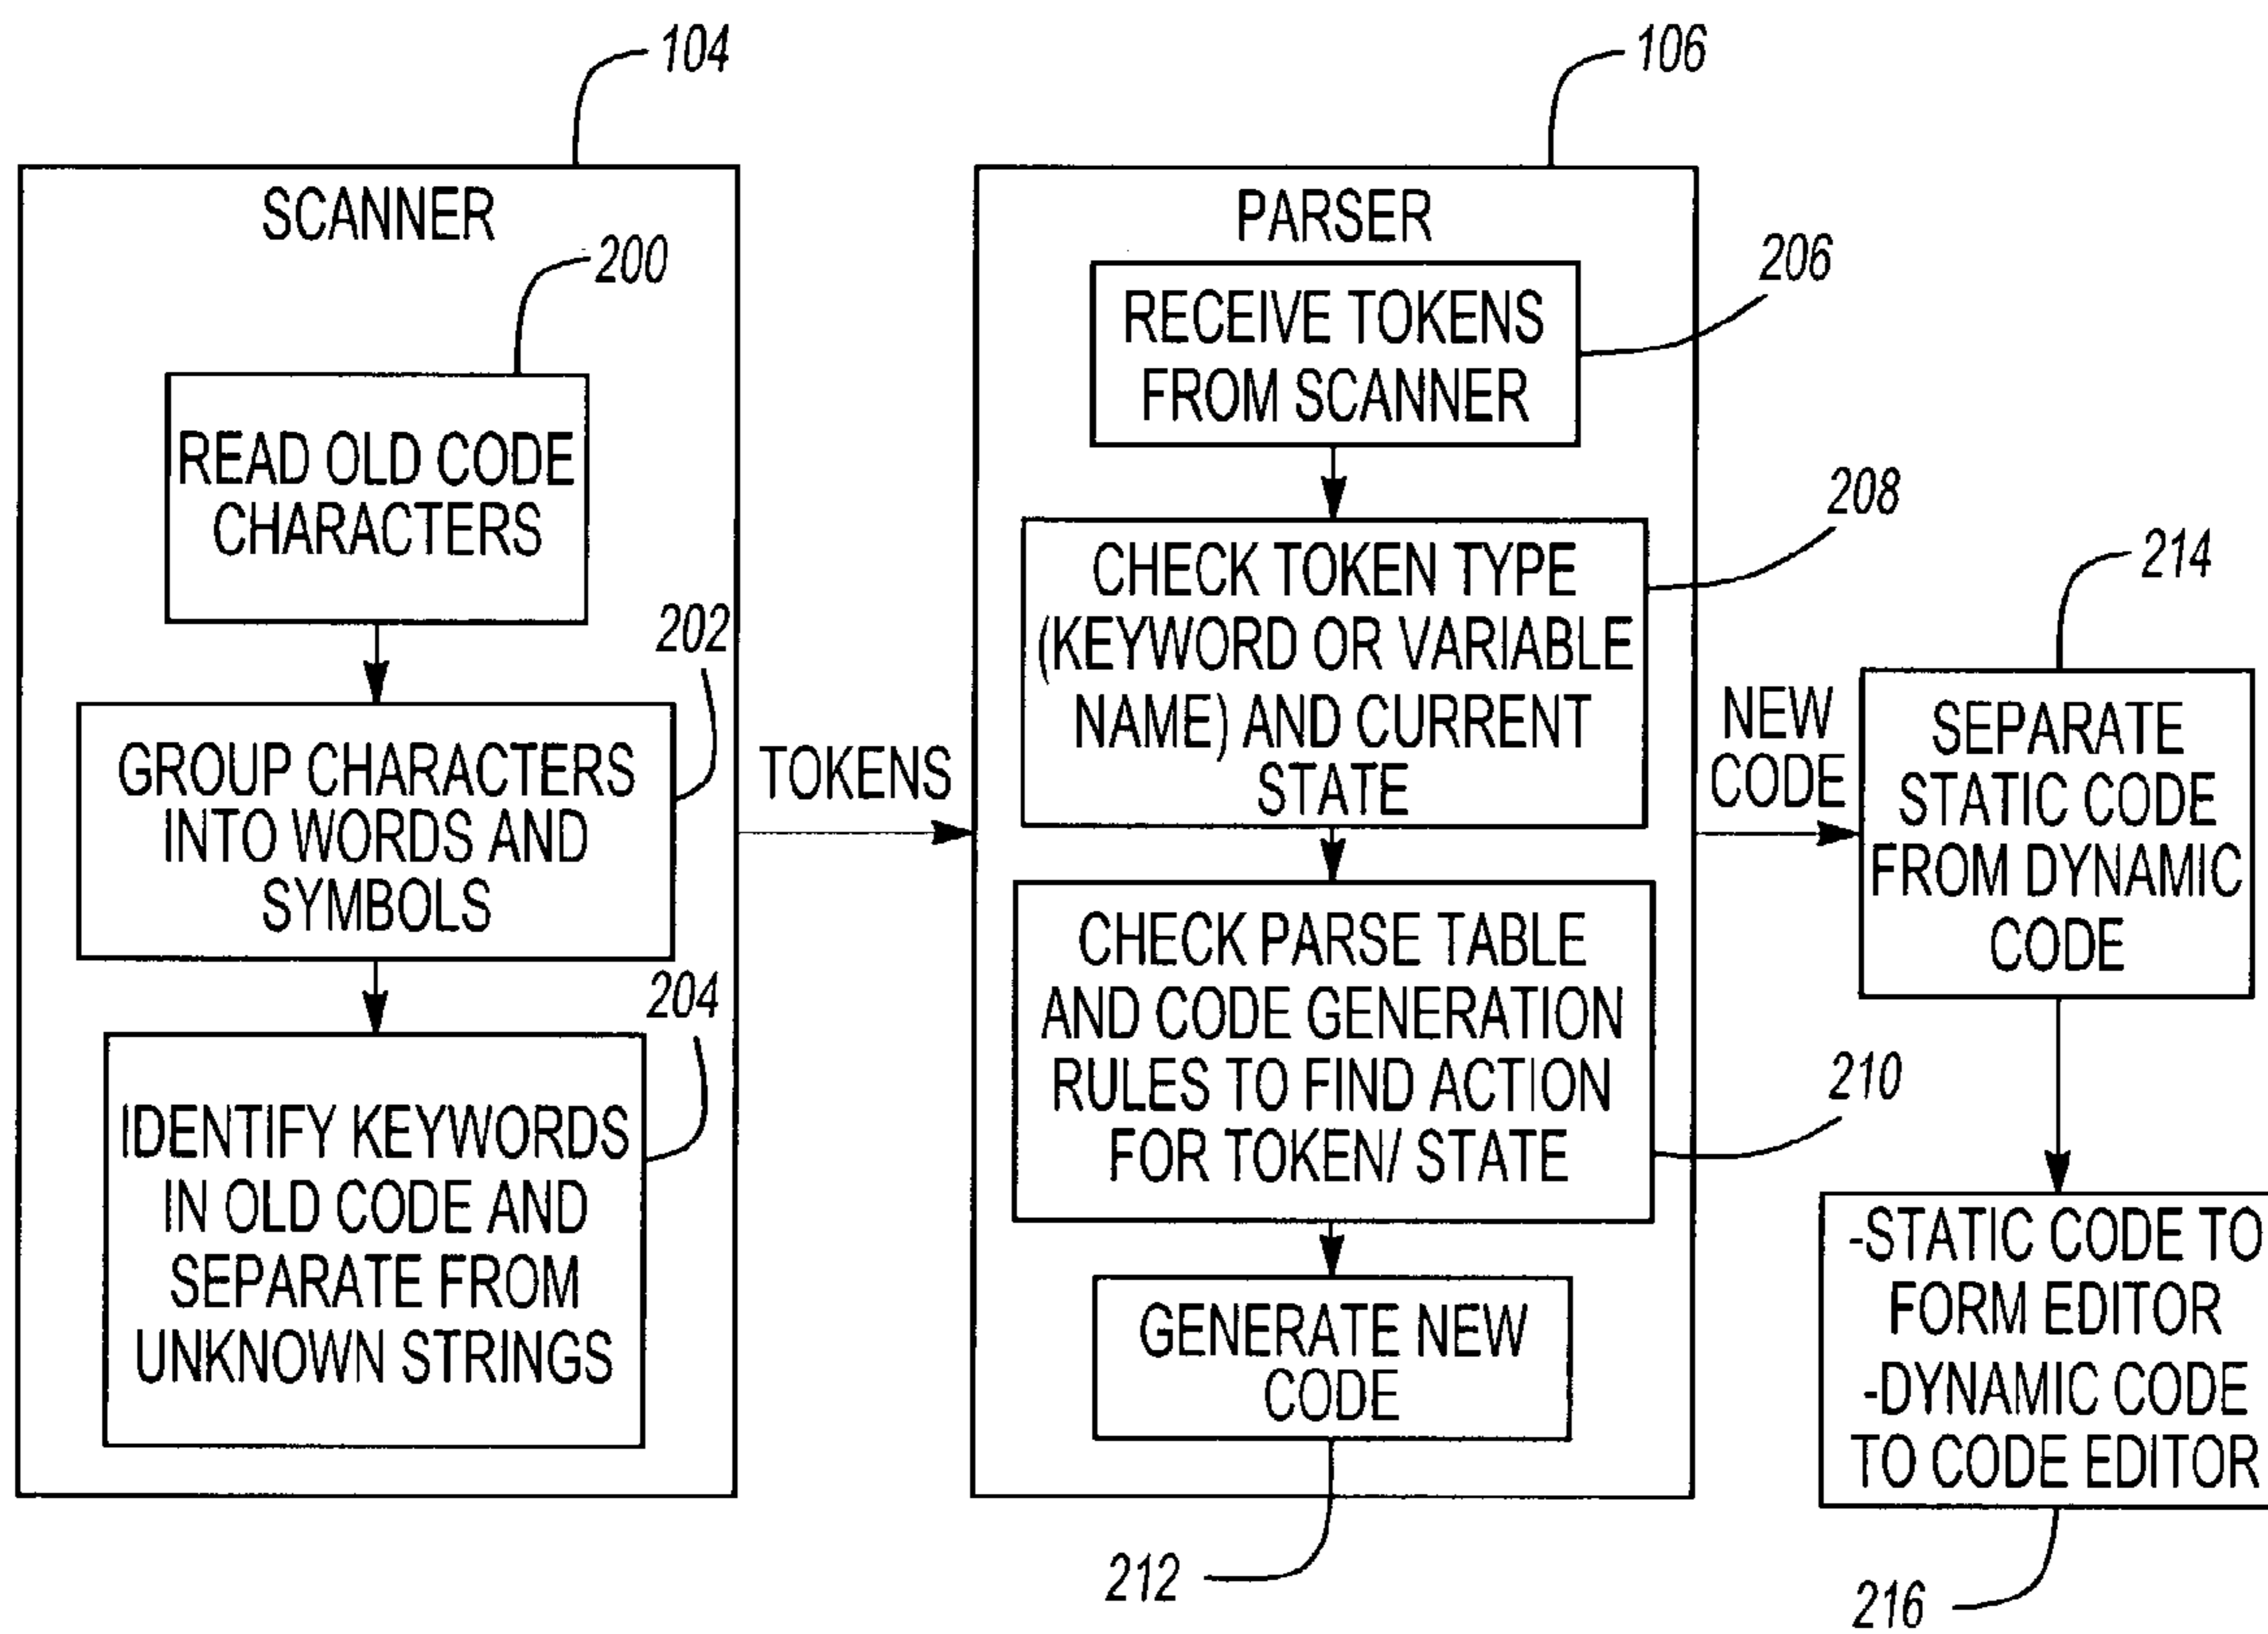 104
SCANNER
200
READ OLD CODE
CHARACTERS
202
GROUP CHARACTERS
INTO WORDS AND
SYMBOLS
204
IDENTIFY KEYWORDS
IN OLD CODE AND
SEPARATE FROM
UNKNOWN STRINGS
TOKENS
106
PARSER
206
RECEIVE TOKENS
FROM SCANNER
208
CHECK TOKEN TYPE
(KEYWORD OR VARIABLE
NAME) AND CURRENT
STATE
CHECK PARSE TABLE
AND CODE GENERATION
RULES TO FIND ACTION
FOR TOKEN/ STATE
210
GENERATE NEW
CODE
212
NEW
CODE
214
SEPARATE
STATIC CODE
FROM DYNAMIC
CODE
-STATIC CODE TO
FORM EDITOR
-DYNAMIC CODE
TO CODE EDITOR
216